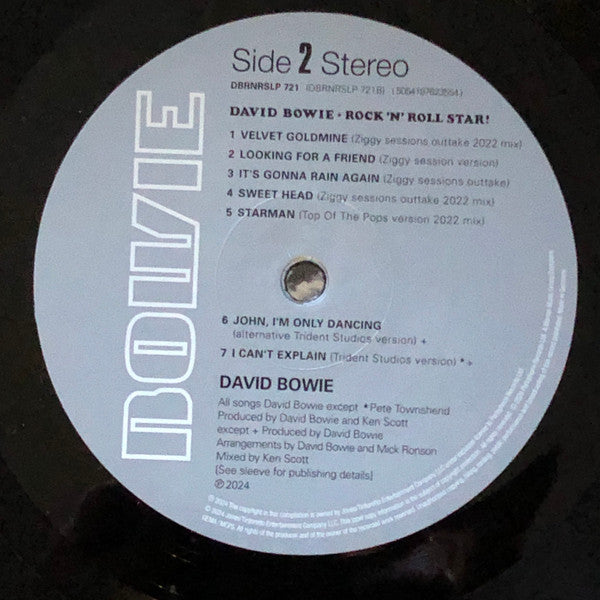 BOWIE
Side 2 Stereo
DBRNRSLP 721 (DBRNRSLP 721B) (5054197623554)
DAVID BOWIE • ROCK 'N' ROLL STAR!
1 VELVET GOLDMINE (Ziggy sessions outtake 2022 mix)
2 LOOKING FOR A FRIEND (Ziggy session version)
3 IT'S GONNA RAIN AGAIN (Ziggy sessions outtake)
4 SWEET HEAD (Ziggy sessions outtake 2022 mix)
5 STARMAN (Top Of The Pops version 2022 mix)
6 JOHN, I'M ONLY DANCING
(alternative Trident Studios version) +
7 I CAN'T EXPLAIN (Trident Studios version) *+
DAVID BOWIE
All songs David Bowie except *Pete Townshend
Produced by David Bowie and Ken Scott
except + Produced by David Bowie
Arrangements by David Bowie and Mick Ronson
Mixed by Ken Scott
(See sleeve for publishing details)
℗2024